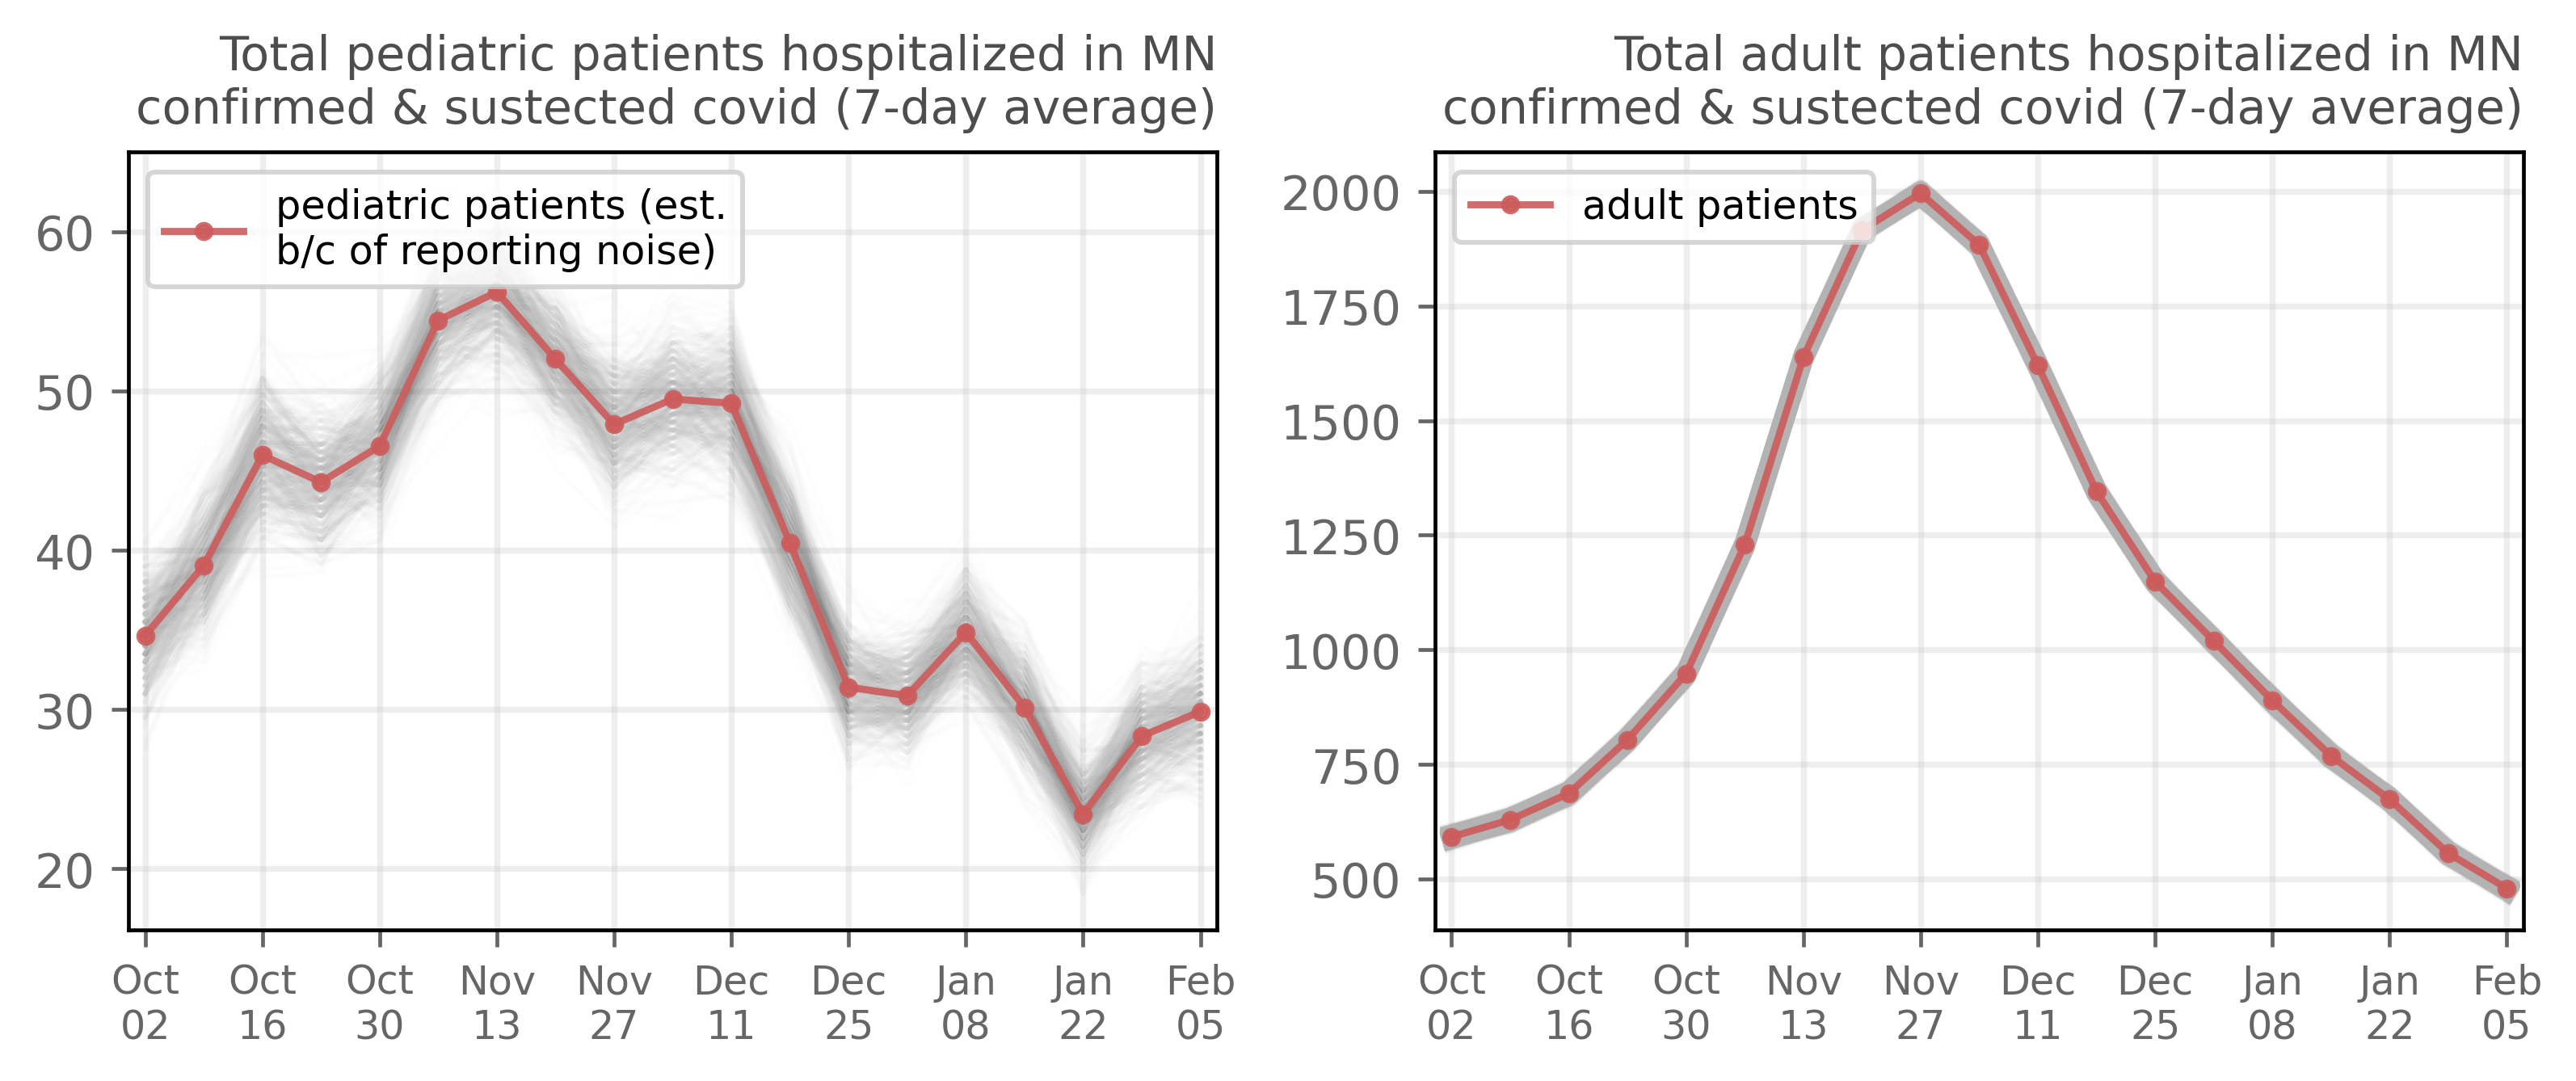 Total pediatric patients hospitalized in MN
confirmed & sustected covid (7-day average)
pediatric patients (est.
b/c of reporting noise)
60
50
40
30
20
Oct Oct Oct Nov Nov Dec Dec Jan Jan Feb
02 16 30 13 27 11 25 08 22 05
Total adult patients hospitalized in MN
confirmed & sustected covid (7-day average)
adult patients
2000
1750
1500
1250
1000
750
500
Oct Oct Oct Nov Nov Dec Dec Jan Jan Feb
02 16 30 13 27 11 25 08 22 05